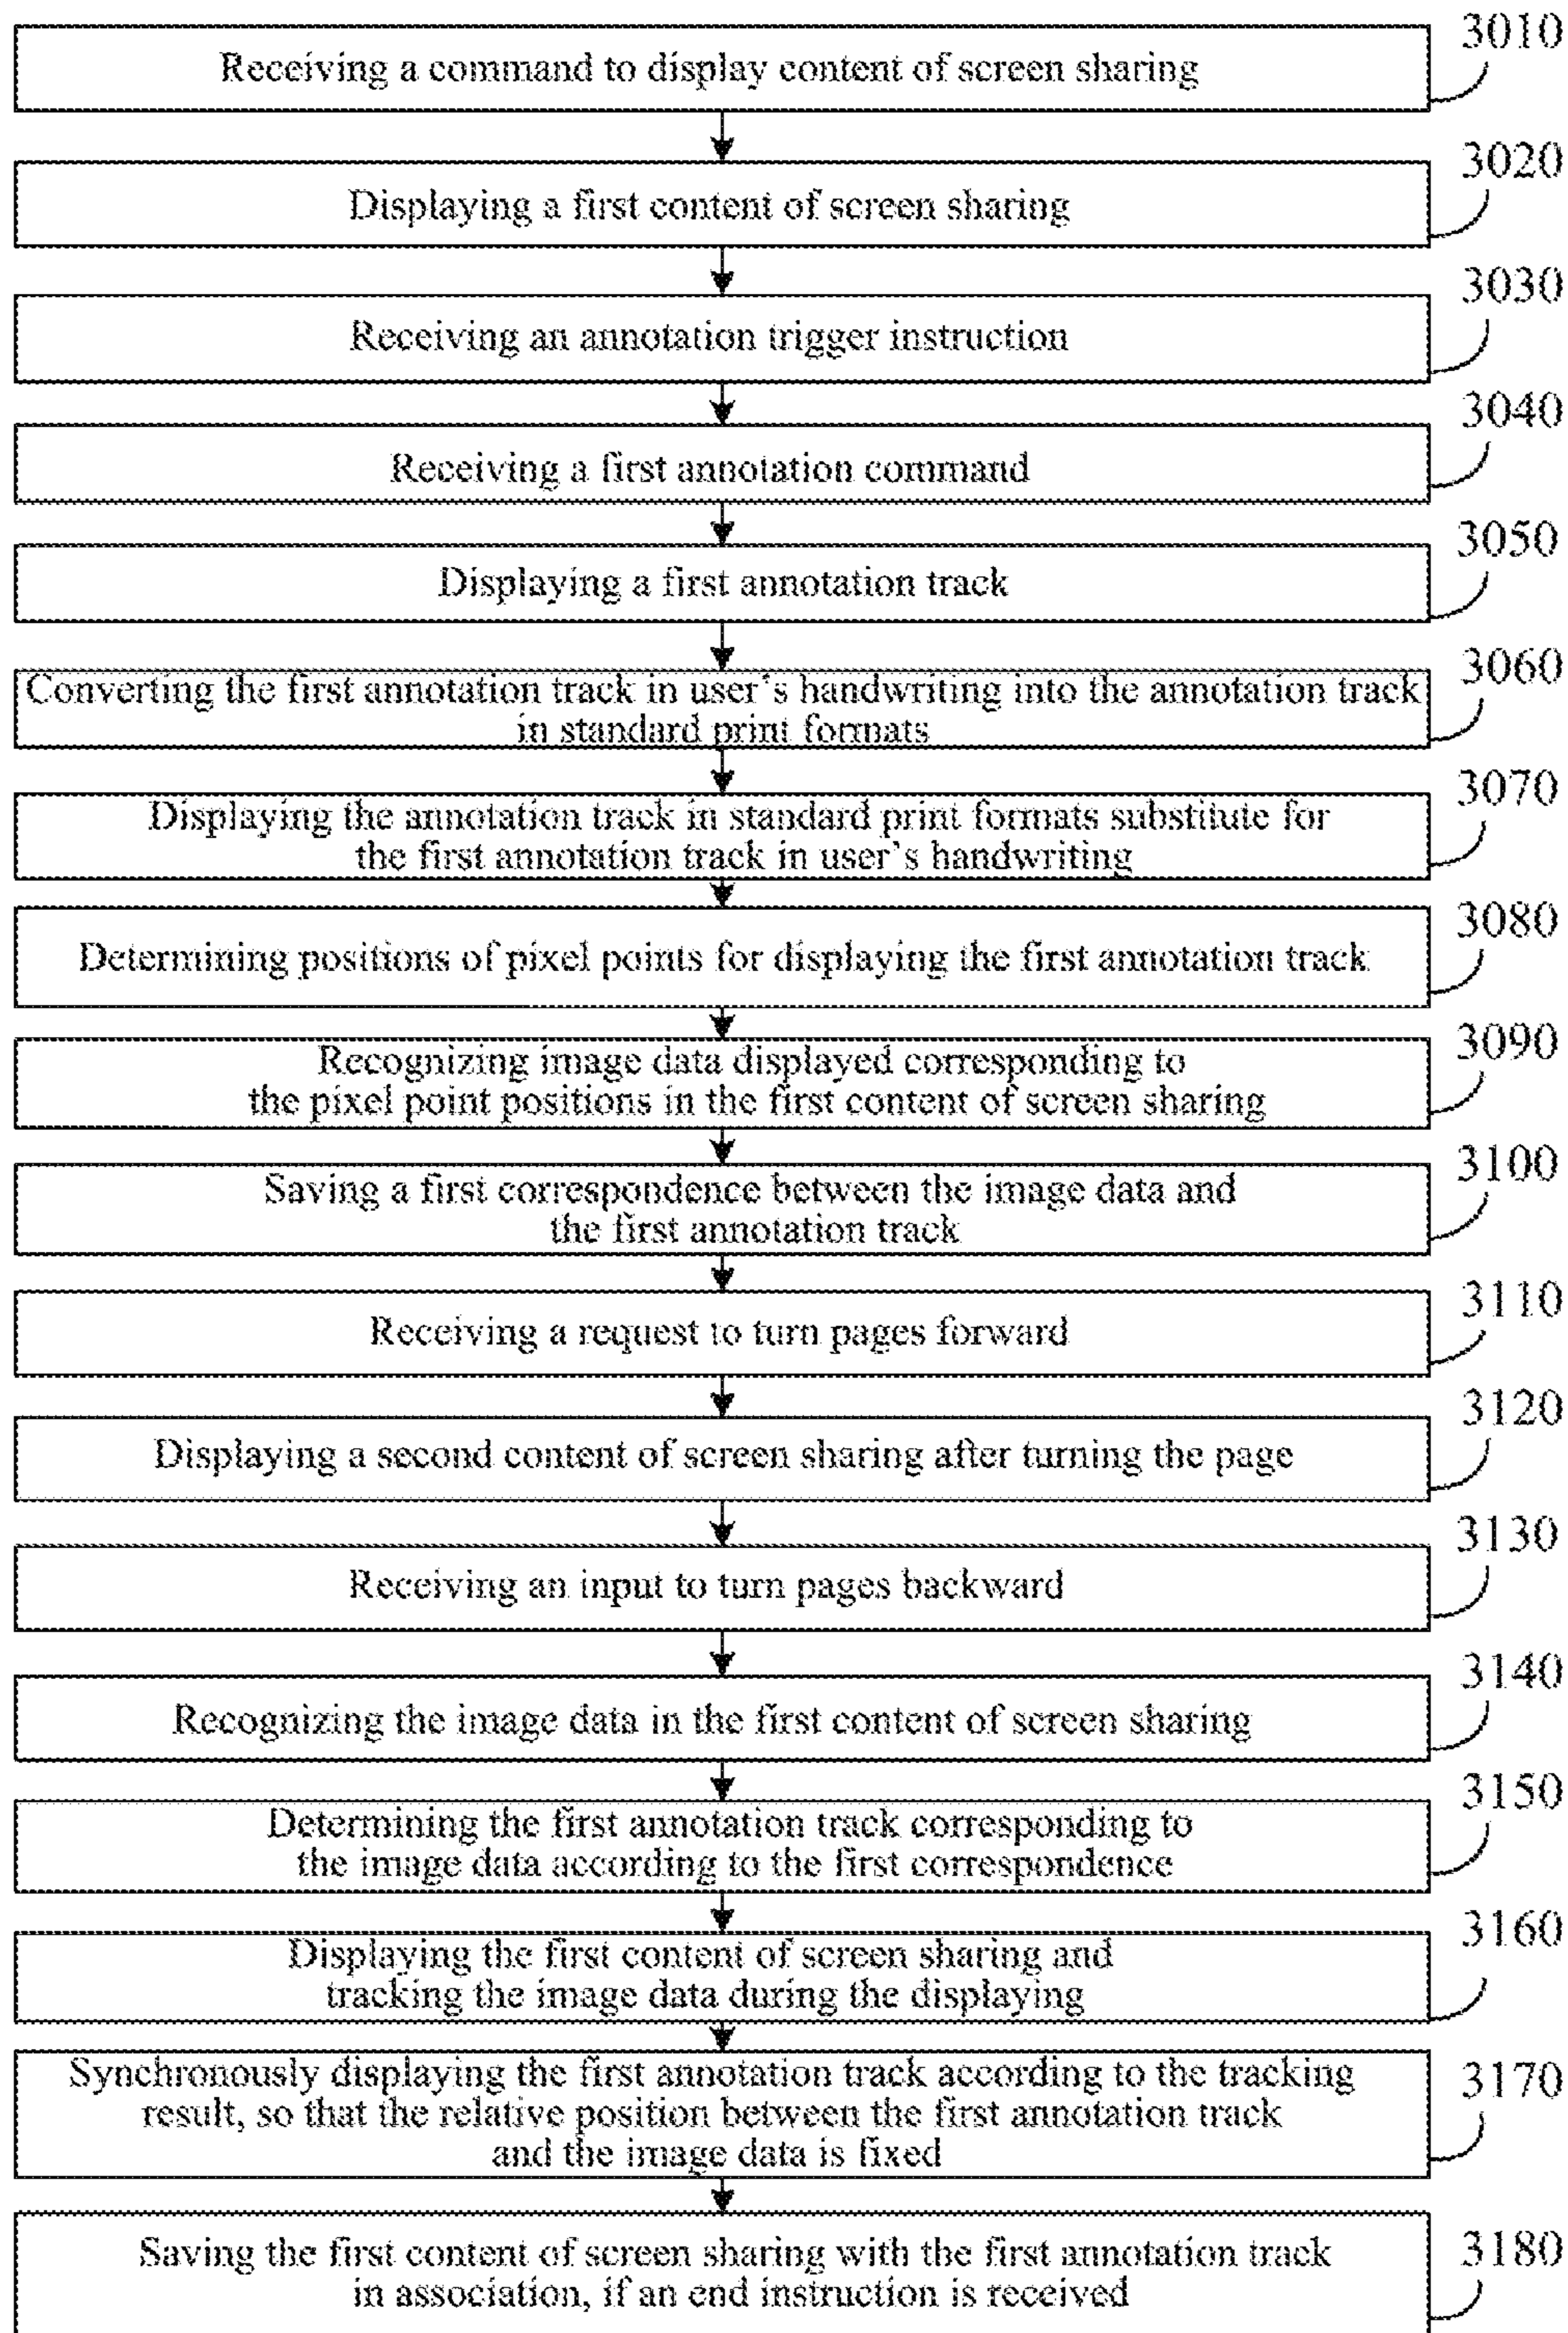 3010
Receiving a command to display content of screen sharing
3020
Displaying a first content of screen sharing
3030
Receiving an annotation trigger instruction
3040
Receiving a first annotation command
3050
Displaying a first annotation track
3060
Converting the first annotation track in user's handwriting into the annotation track
in standard print formats
3070
Displaying the annotation track in standard print formats substitute for
the first annotation track in user's handwriting
3080
Determining positions of pixel points for displaying the first annotation track
3090
Recognizing image data displayed corresponding to
the pixel point positions in the first content of screen sharing
3100
Saving a first correspondence between the image data and
the first annotation track
3110
Receiving a request to turn pages forward
3120
Displaying a second content of screen sharing after turning the page
3130
Receiving an input to turn pages backward
3140
Recognizing the image data in the first content of screen sharing
3150
Determining the first annotation track corresponding to
the image data according to the first correspondence
3160
Displaying the first content of screen sharing and
tracking the image data during the displaying
3170
Synchronously displaying the first annotation track according to the tracking
result, so that the relative position between the first annotation track
and the image data is fixed
3180
Saving the first content of screen sharing with the first annotation track
in association, if an end instruction is received